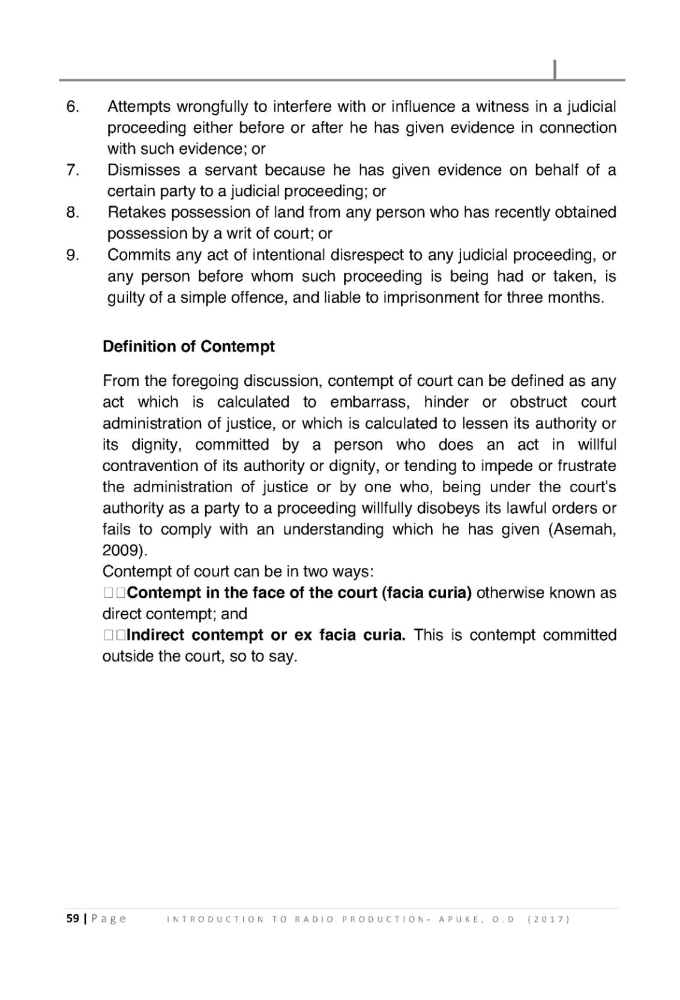 6. Attempts wrongfully to interfere with or influence a witness in a judicial
proceeding either before or after he has given evidence in connection
with such evidence; or
7. Dismisses a servant because he has given evidence on behalf of a
certain party to a judicial proceeding; or
8. Retakes possession of land from any person who has recently obtained
possession by a writ of court; or
9. Commits any act of intentional disrespect to any judicial proceeding, or
any person before whom such proceeding is being had or taken, is
guilty of a simple offence, and liable to imprisonment for three months.
Definition of Contempt
From the foregoing discussion, contempt of court can be defined as any
act which is calculated to embarrass, hinder or obstruct court
administration of justice, or which is calculated to lessen its authority or
its dignity, committed by a person who does an act in willful
contravention of its authority or dignity, or tending to impede or frustrate
the administration of justice or by one who, being under the court's
authority as a party to a proceeding willfully disobeys its lawful orders or
fails to comply with an understanding which he has given (Asemah,
2009).
Contempt of court can be in two ways:
□□Contempt in the face of the court (facia curia) otherwise known as
direct contempt; and
□□Indirect contempt or ex facia curia. This is contempt committed
outside the court, so to say.
59 | Page INTRODUCTION TO RADIO PRODUCTION- APUKE, O.D (2017)